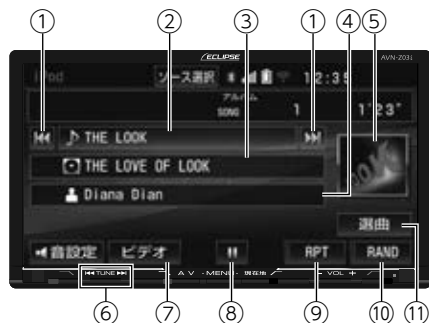 ① ② ③ ① ④ ⑤
ECLIPSE AVN-Z03i
iPod ソース選択 12:35
アルバム
SONG 1 1'23"
THE LOOK
THE LOVE OF LOOK
Diana Dian
選曲
音設定 ビデオ RPT RAND
TUNE AV -MENU- 現在地 - VOL +
⑥ ⑦ ⑧ ⑨ ⑩ ⑪